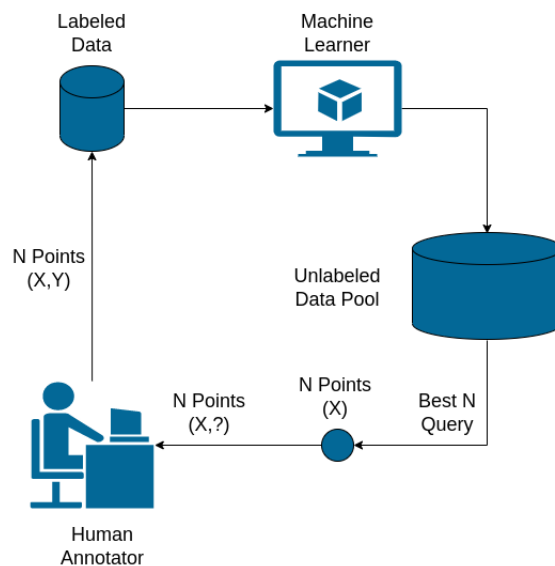 Labeled
Data
Machine
Learner
N Points
(X,Y)
Unlabeled
Data Pool
N Points
(X,?)
N Points
(X)
Best N
Query
Human
Annotator